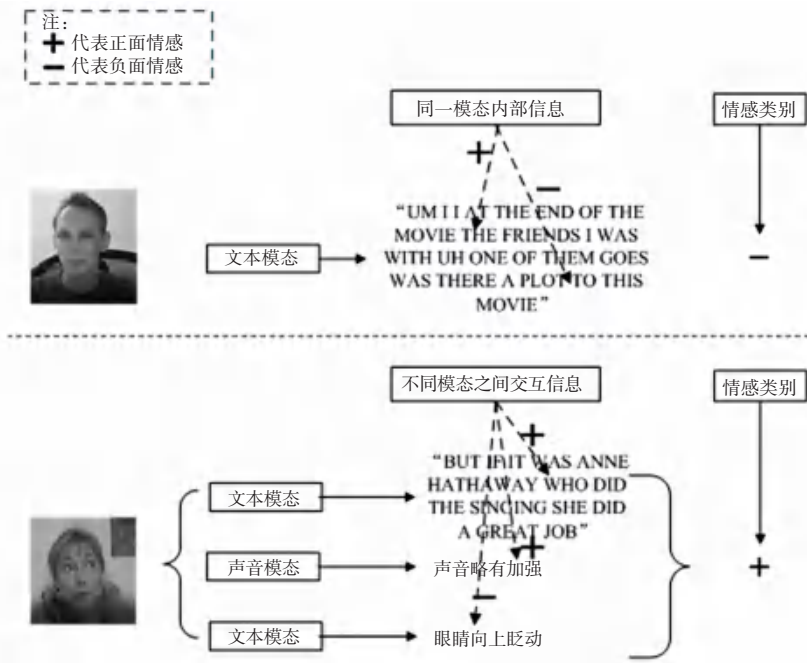 注：
+ 代表正面情感
− 代表负面情感
同一模态内部信息
情感类别
+
−
“UM I I AT THE END OF THE
MOVIE THE FRIENDS I WAS
文本模态
WITH UH ONE OF THEM GOES
WAS THERE A PLOT TO THIS
MOVIE”
−
不同模态之间交互信息
情感类别
+
“BUT IF IT WAS ANNE
HATHAWAY WHO DID
文本模态
THE SINGING SHE DID
A GREAT JOB”
+
声音模态
声音略有加强
+
−
文本模态
眼睛向上眨动